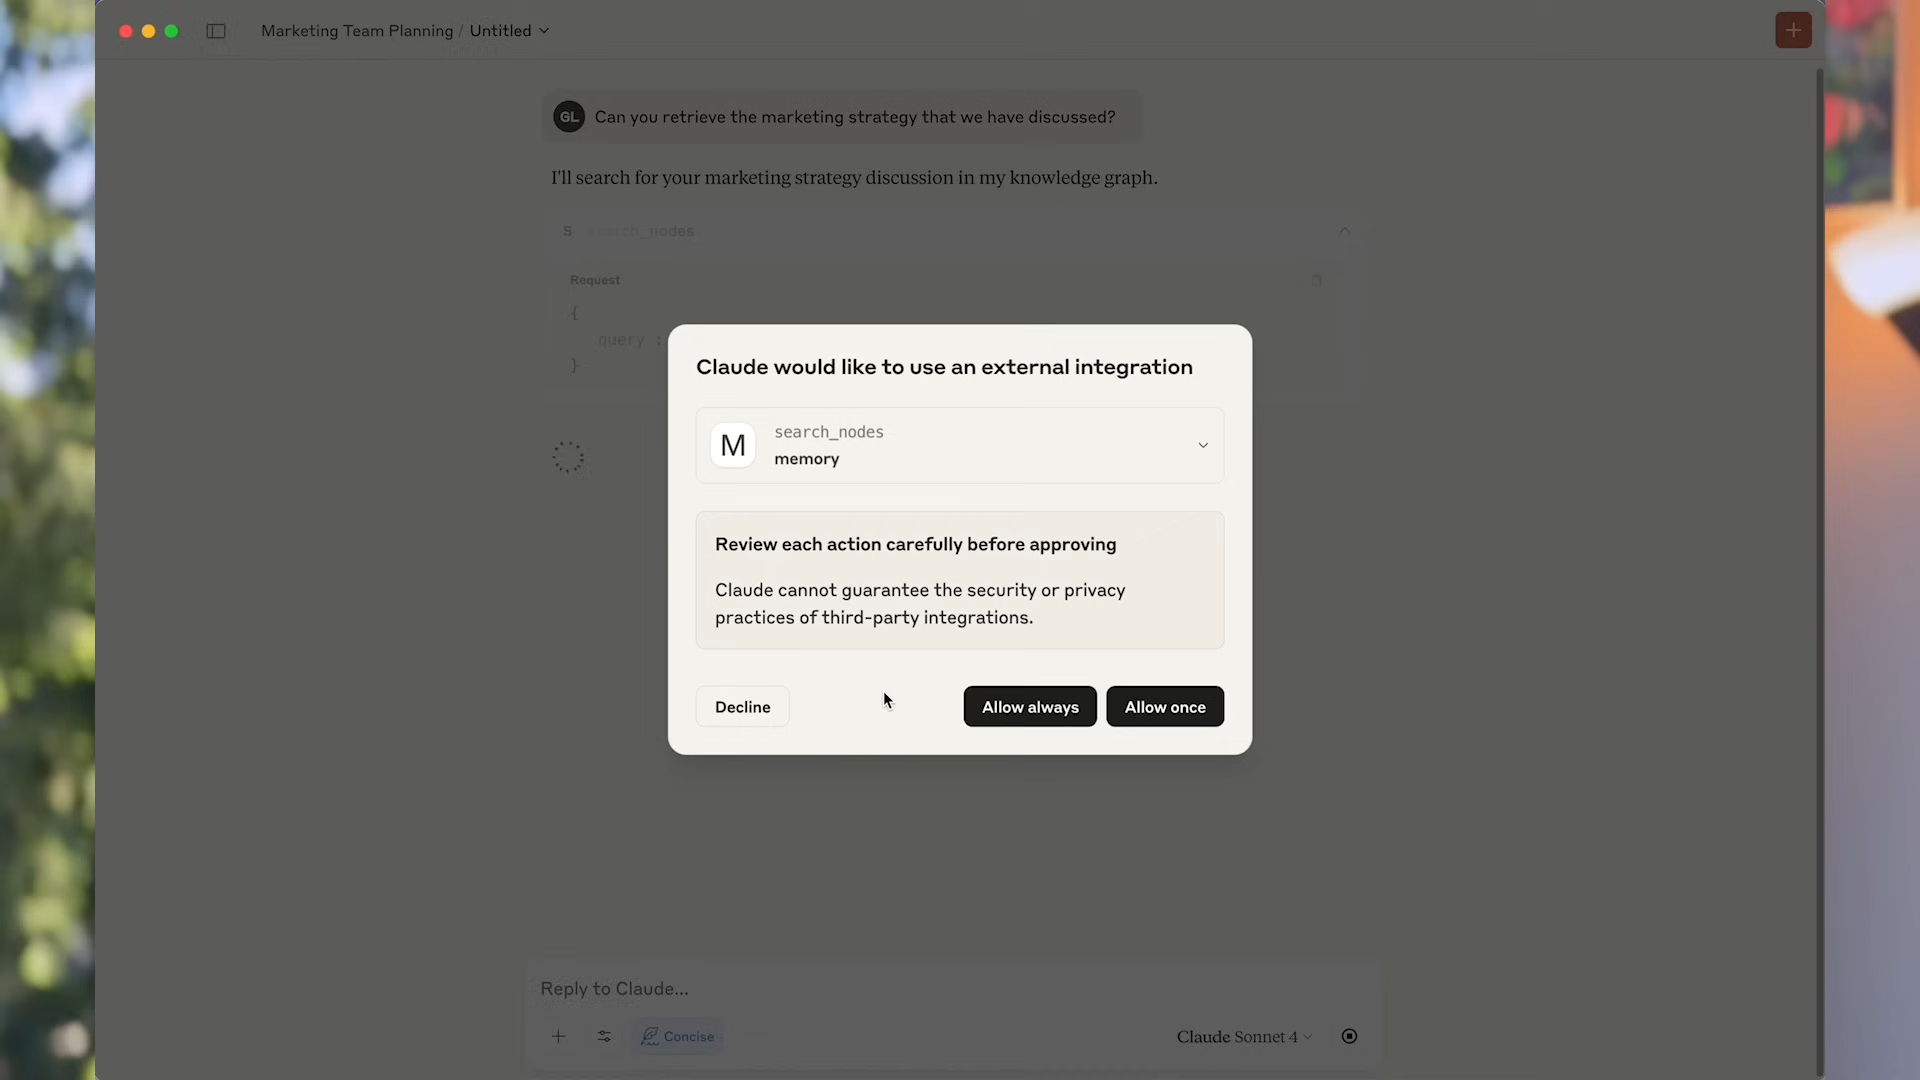 Marketing Team Planning / Untitled
GL
Can you retrieve the marketing strategy that we have discussed?
I'll search for your marketing strategy discussion in my knowledge graph.
S search_nodes
Request
{
query :
}
Claude would like to use an external integration
M
search_nodes
memory
Review each action carefully before approving
Claude cannot guarantee the security or privacy
practices of third-party integrations.
Decline
Allow always
Allow once
Reply to Claude...
Concise
Claude Sonnet 4